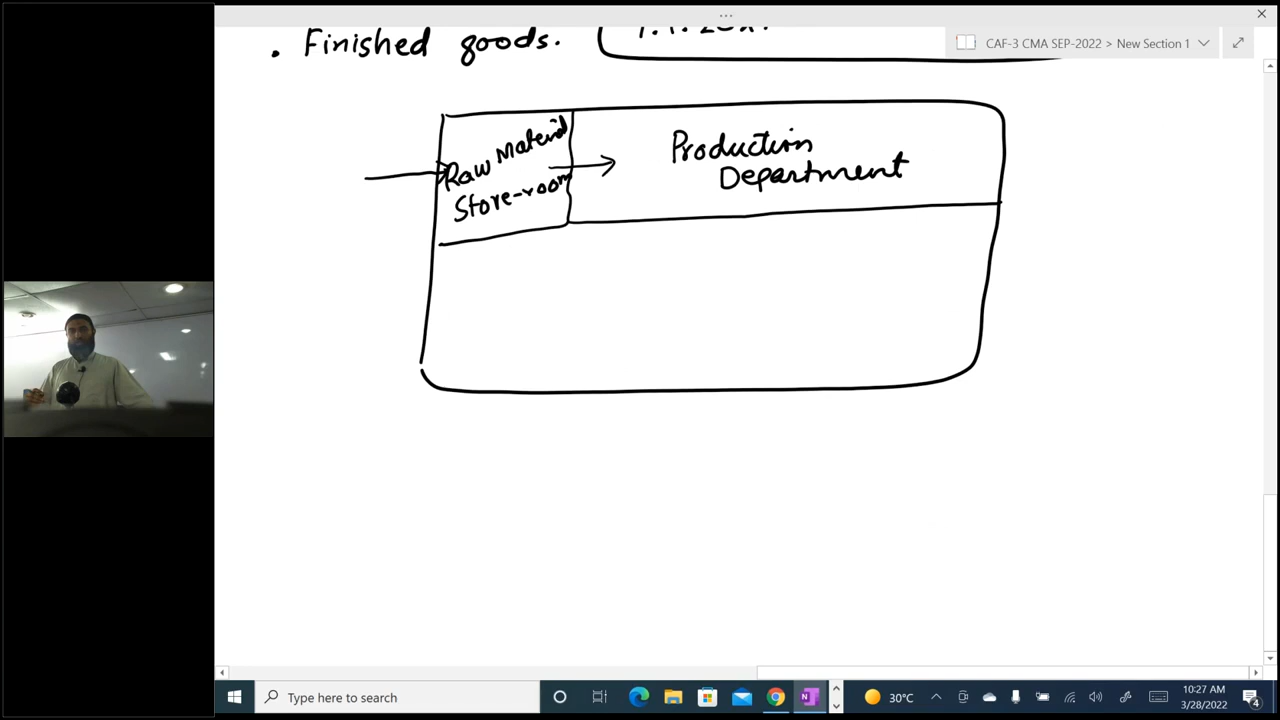 . Finished goods.
CAF-3 CMA SEP-2022 > New Section 1
Raw Material
Store-room
Production
Department
Type here to search
30°C
10:27 AM
3/28/2022
4